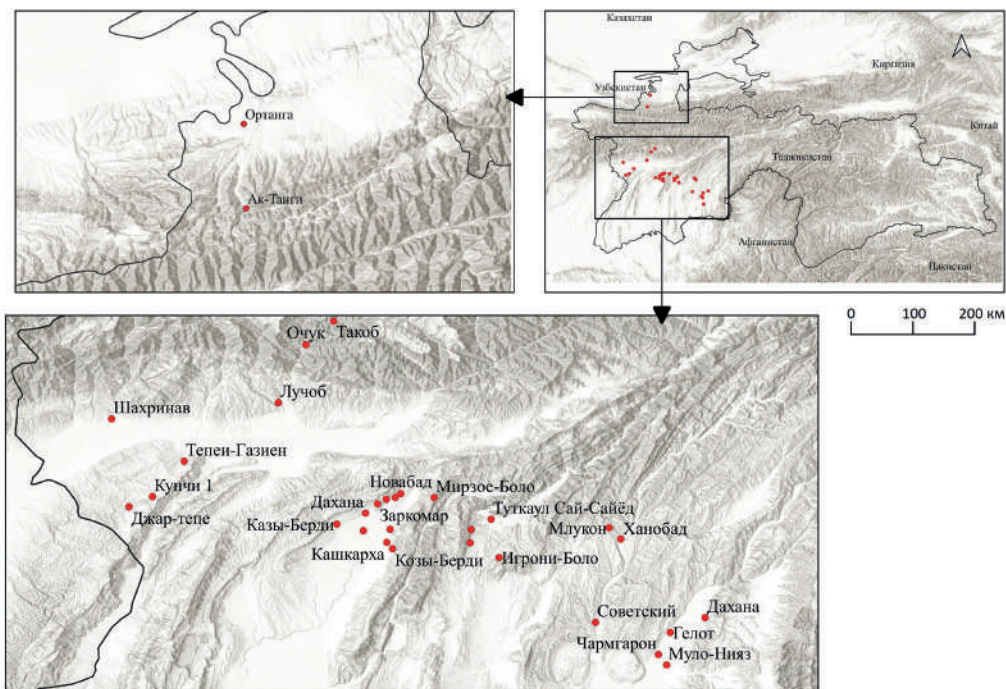 Казахстан
Киргизия
Узбекистан
Китай
Таджикистан
Афганистан
Пакистан
Ортанга
Ак-Танги
0 100 200 км
Очук
Такоб
Лучоб
Шахринав
Тепеи-Газиен
Кунчи 1
Джар-тепе
Новабад
Мирзое-Боло
Дахана
Заркомар
Казы-Берди
Кашкарха
Козы-Берди
Туткаул Сай-Сайёд
Млукон
Ханобад
Игрони-Боло
Советский
Дахана
Гелот
Чармгарон
Муло-Нияз